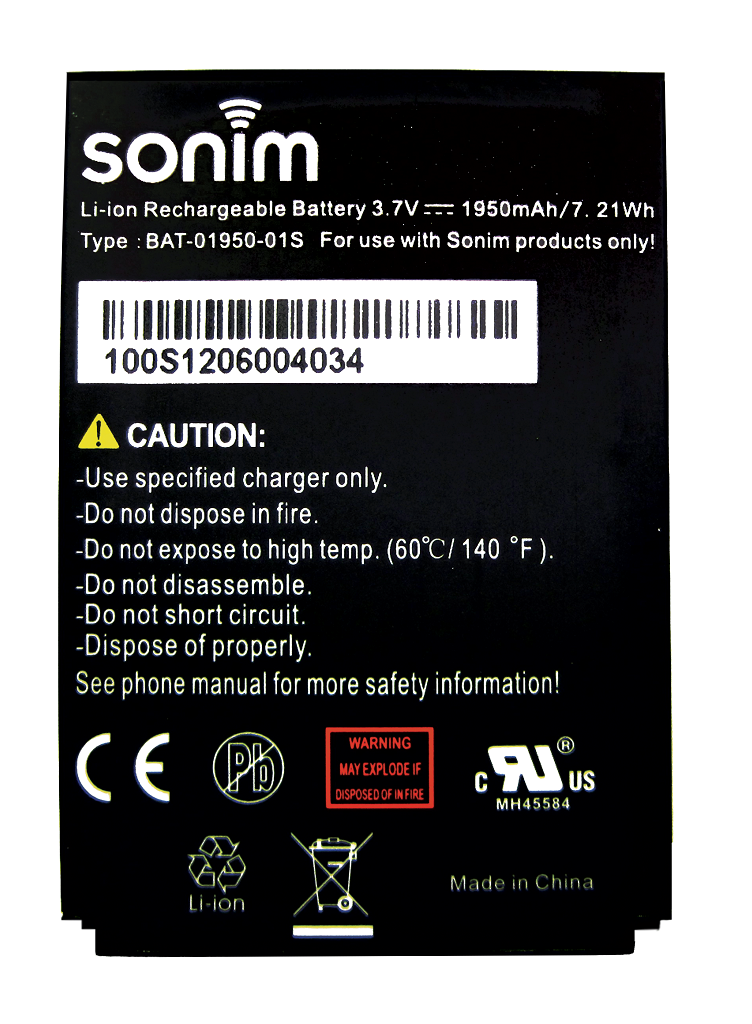 sonim
Li-ion Rechargeable Battery 3.7V⎓ 1950mAh/7. 21Wh
Type : BAT-01950-01S For use with Sonim products only!
100S1206004034
CAUTION:
-Use specified charger only.
-Do not dispose in fire.
-Do not expose to high temp. (60℃/ 140 °F ).
-Do not disassemble.
-Do not short circuit.
-Dispose of properly.
See phone manual for more safety information!
CE
Pb
WARNING
MAY EXPLODE IF
DISPOSED OF IN FIRE
c RU ® US
MH45584
Li-ion
Made in China